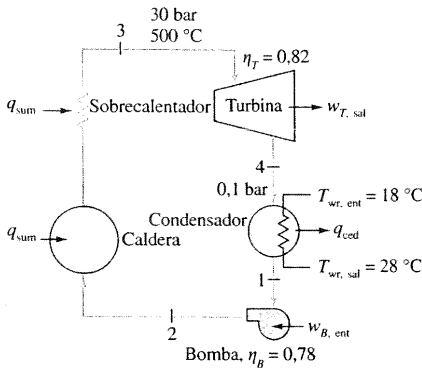 30 bar
3
500 °C
η_T = 0,82
q_sum
Sobrecalentador
Turbina
w_T, sal
4
0,1 bar
T_wr, ent = 18 °C
Condensador
q_ced
q_sum
Caldera
T_wr, sal = 28 °C
1
2
w_B, ent
Bomba, η_B = 0,78